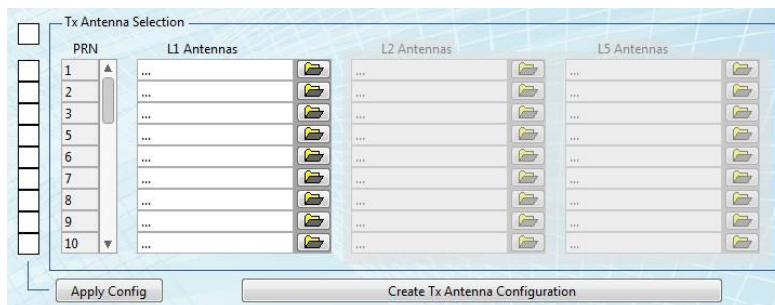 Tx Antenna Selection
PRN L1 Antennas L2 Antennas L5 Antennas
1 ... ... ...
2 ... ... ...
3 ... ... ...
5 ... ... ...
6 ... ... ...
7 ... ... ...
8 ... ... ...
9 ... ... ...
10 ... ... ...
Apply Config Create Tx Antenna Configuration